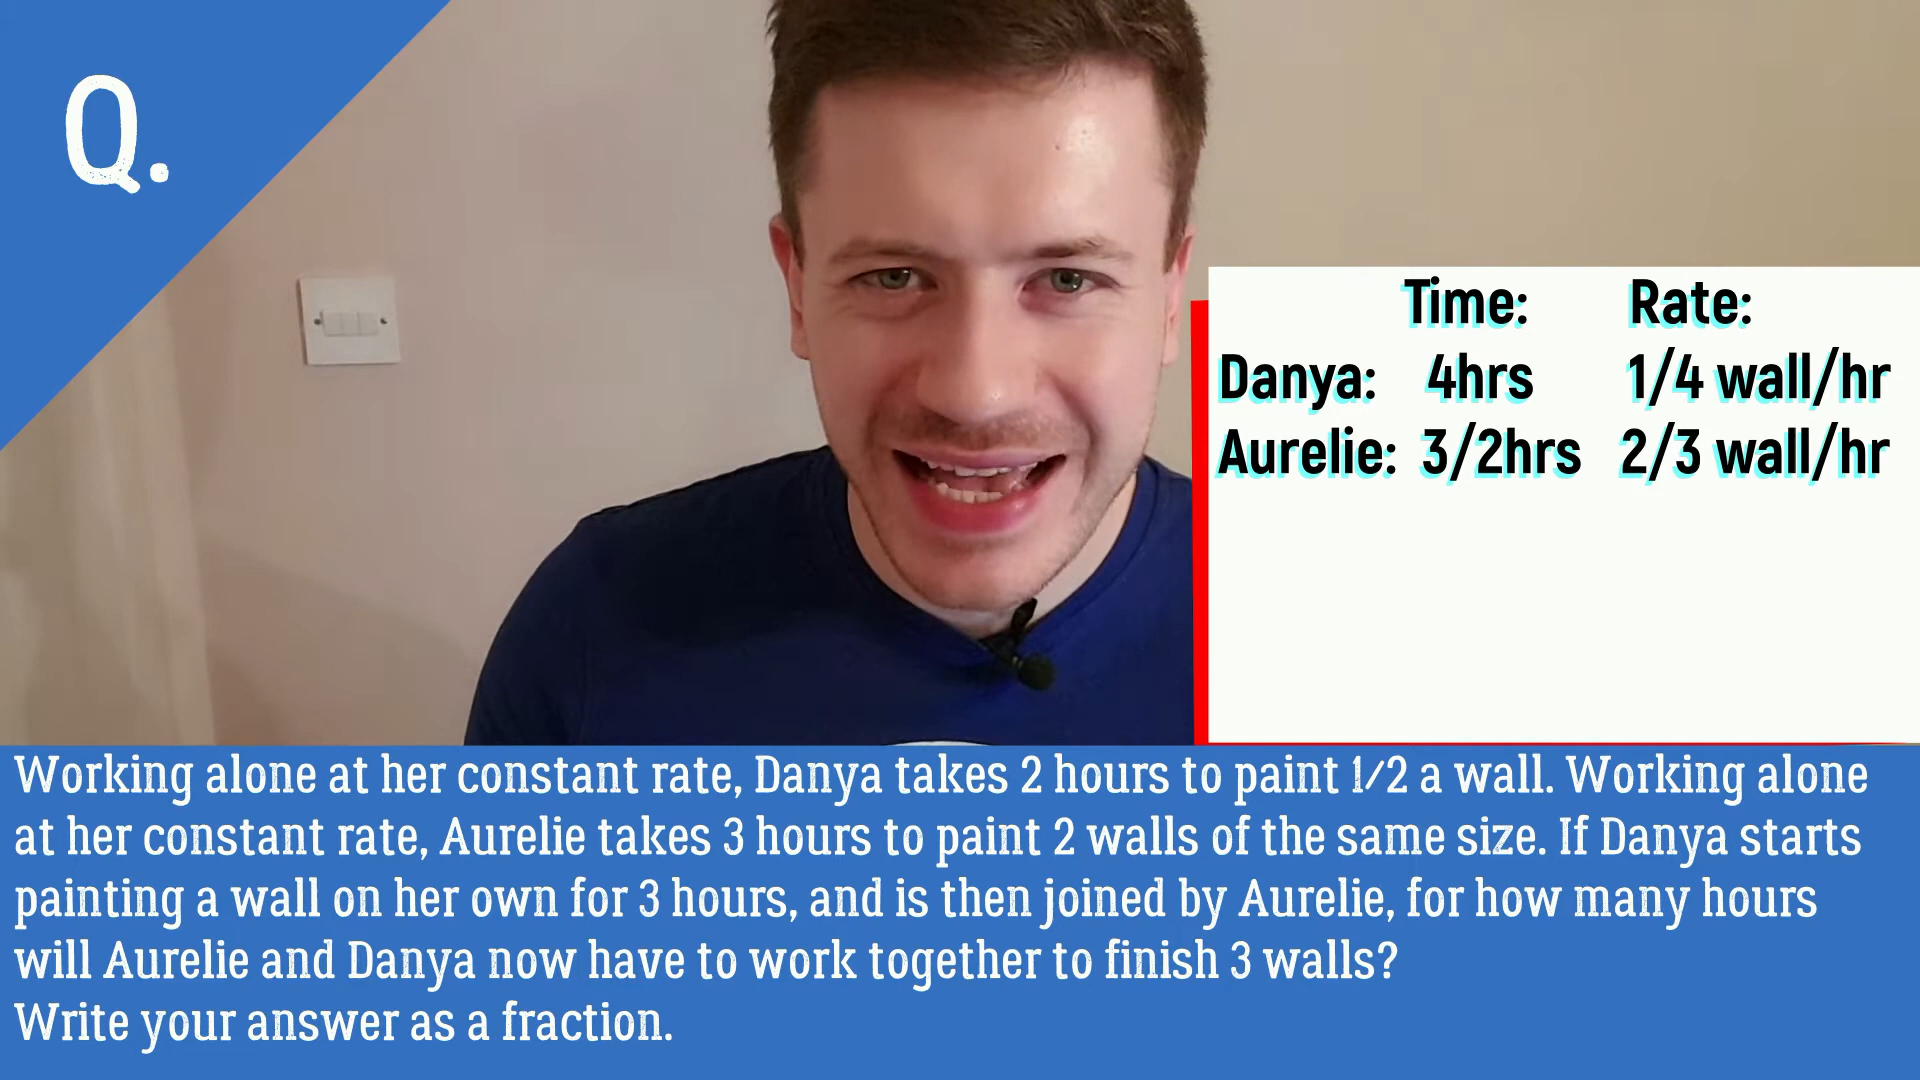 Q.
Time: Rate:
Danya: 4hrs 1/4 wall/hr
Aurelie: 3/2hrs 2/3 wall/hr
Working alone at her constant rate, Danya takes 2 hours to paint 1/2 a wall. Working alone
at her constant rate, Aurelie takes 3 hours to paint 2 walls of the same size. If Danya starts
painting a wall on her own for 3 hours, and is then joined by Aurelie, for how many hours
will Aurelie and Danya now have to work together to finish 3 walls?
Write your answer as a fraction.